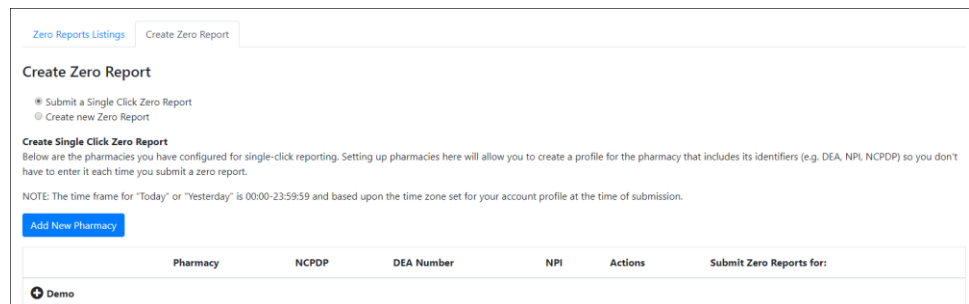 Zero Reports Listings Create Zero Report
Create Zero Report
Submit a Single Click Zero Report
Create new Zero Report
Create Single Click Zero Report
Below are the pharmacies you have configured for single-click reporting. Setting up pharmacies here will allow you to create a profile for the pharmacy that includes its identifiers (e.g. DEA, NPI, NCPDP) so you don't
have to enter it each time you submit a zero report.
NOTE: The time frame for "Today" or "Yesterday" is 00:00-23:59:59 and based upon the time zone set for your account profile at the time of submission.
Add New Pharmacy
Pharmacy NCPDP DEA Number NPI Actions Submit Zero Reports for:
Demo